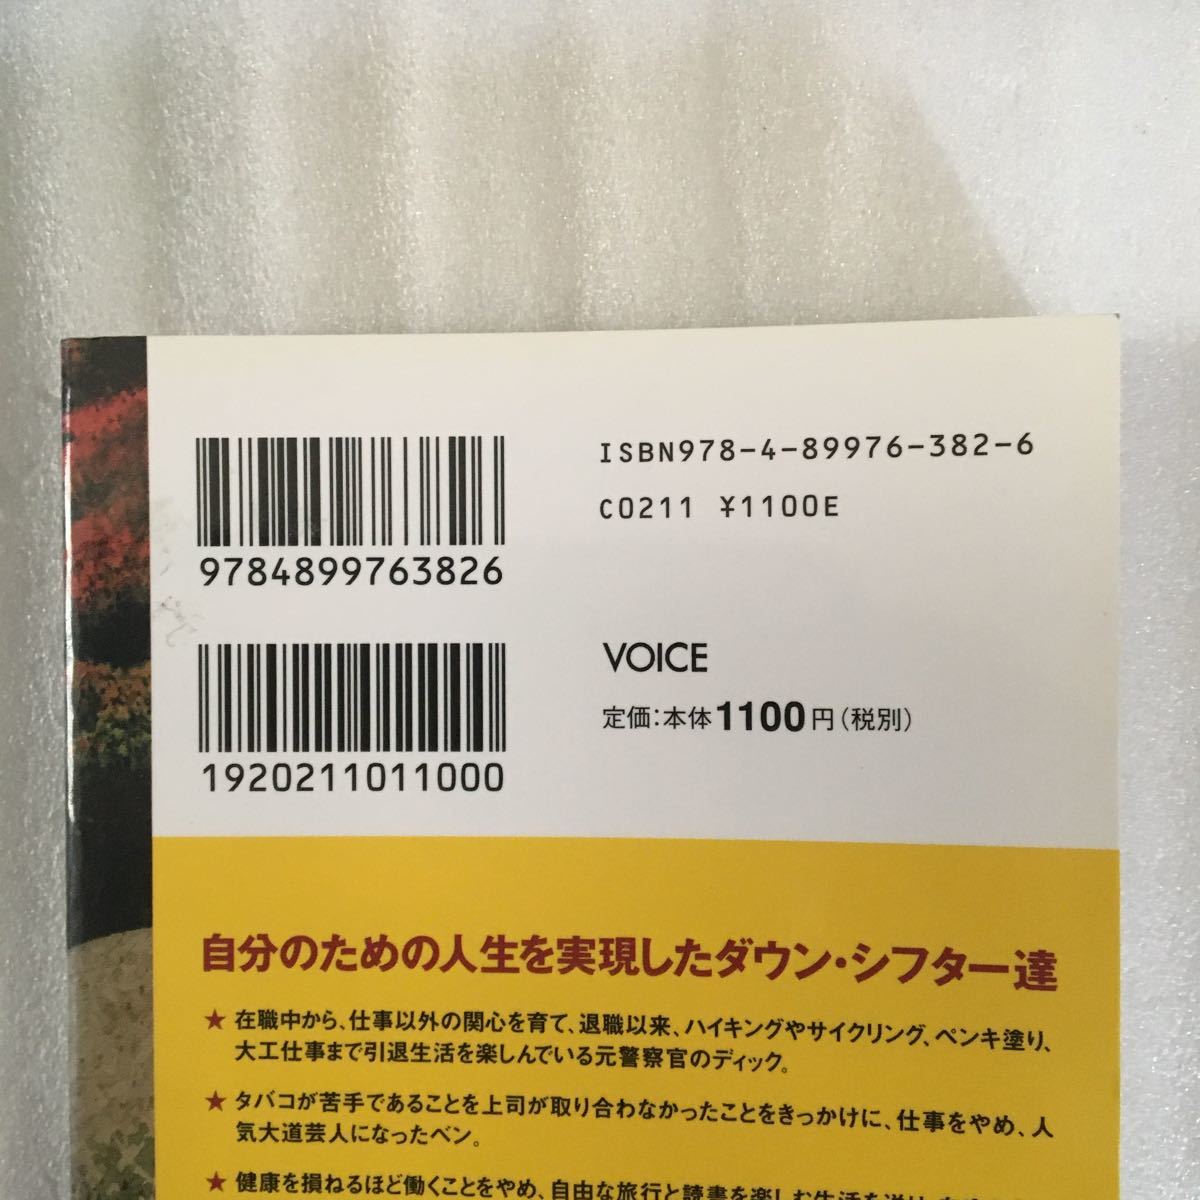 ISBN978-4-89976-382-6
C0211 ¥1100E
9784899763826
VOICE
定価:本体1100円(税別)
1920211011000
自分のための人生を実現したダウン・シフター達
★ 在職中から、仕事以外の関心を育て、退職以来、ハイキングやサイクリング、ペンキ塗り、
大工仕事まで引退生活を楽しんでいる元警察官のディック。
★ タバコが苦手であることを上司が取り合わなかったことをきっかけに、仕事をやめ、人
気大道芸人になったベン。
★ 健康を損ねるほど働くことをやめ、自由な旅行と読書を楽しむ生活を送り